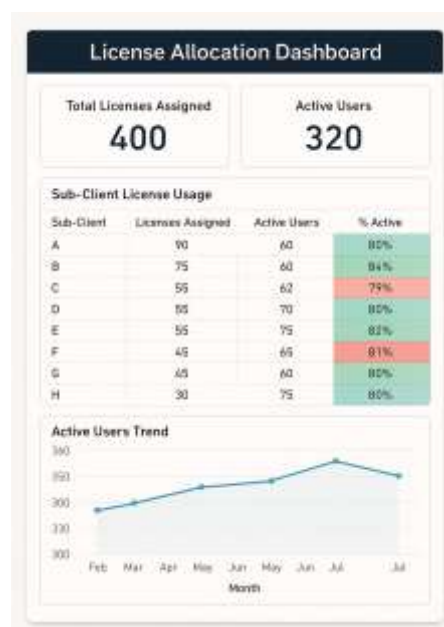 License Allocation Dashboard
Total Licenses Assigned
400
Active Users
320
Sub-Client License Usage
Sub-Client Licenses Assigned Active Users % Active
A 90 60 80%
B 75 60 84%
C 55 62 79%
D 55 70 80%
E 55 75 82%
F 45 65 81%
G 45 60 80%
H 30 75 80%
Active Users Trend
360
350
300
330
300
Feb Mar Apr May Jun May Jun Jul Jul
Month